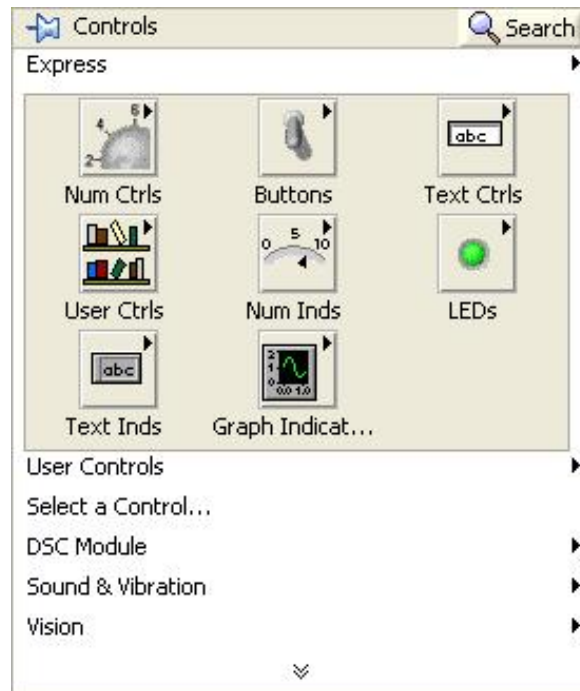 Controls
Search
Express
Num Ctrls
Buttons
Text Ctrls
User Ctrls
Num Inds
LEDs
Text Inds
Graph Indicat...
User Controls
Select a Control...
DSC Module
Sound & Vibration
Vision